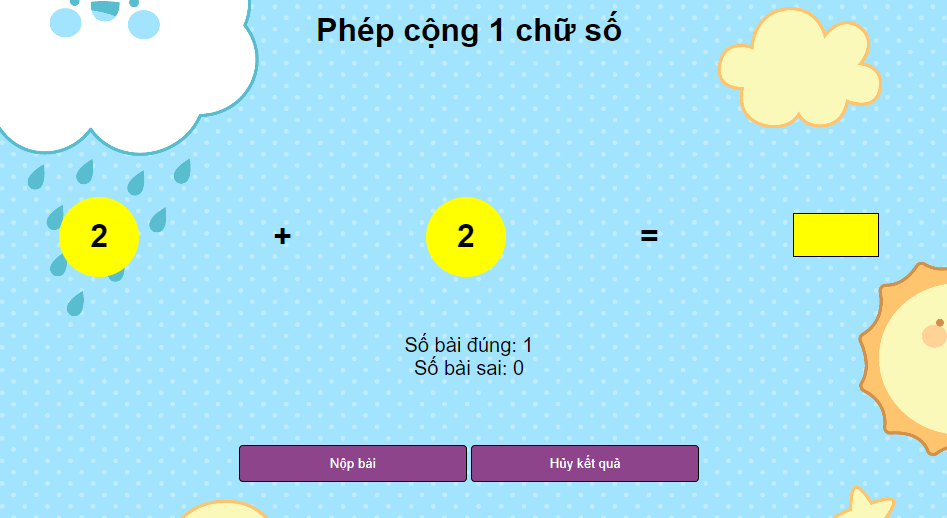 Phép cộng 1 chữ số
2 + 2 =
Số bài đúng: 1
Số bài sai: 0
Nộp bài Hủy kết quả